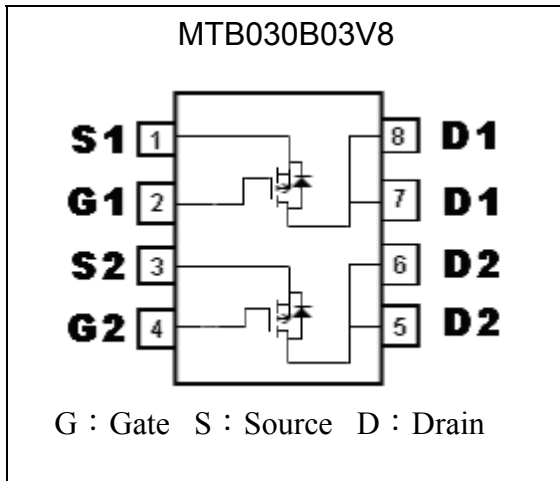 MTB030B03V8
S1 1 8 D1
G1 2 7 D1
S2 3 6 D2
G2 4 5 D2
G：Gate S：Source D：Drain